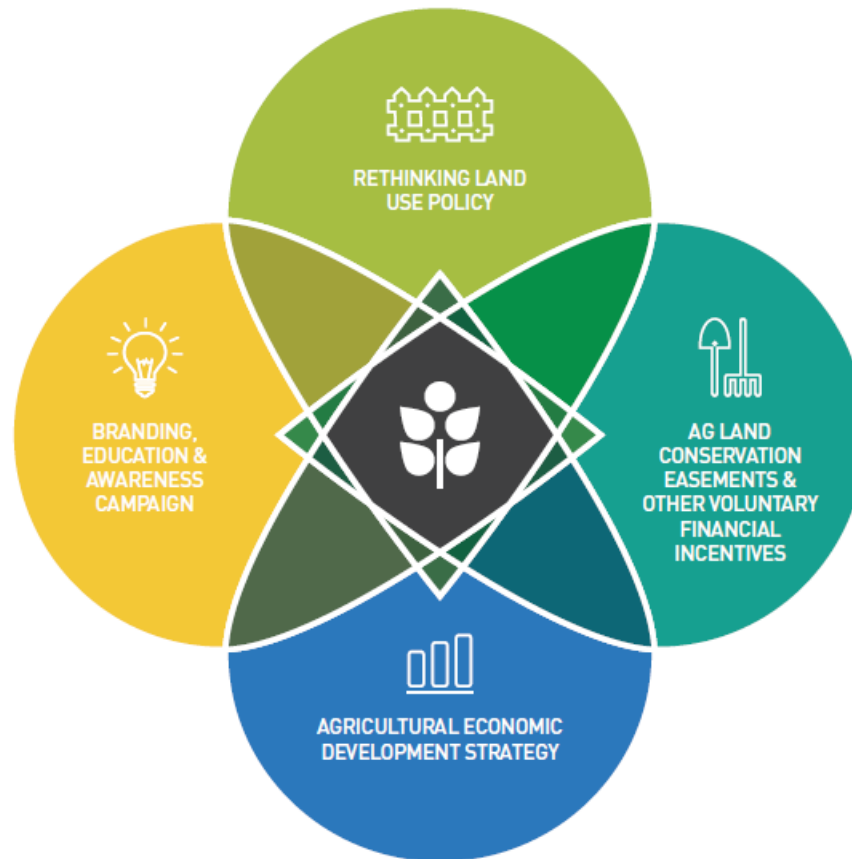 RETHINKING LAND
USE POLICY
BRANDING,
EDUCATION &
AWARENESS
CAMPAIGN
AG LAND
CONSERVATION
EASEMENTS &
OTHER VOLUNTARY
FINANCIAL
INCENTIVES
AGRICULTURAL ECONOMIC
DEVELOPMENT STRATEGY